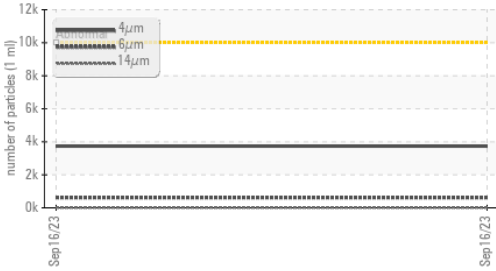 12k
10k
8k
6k
4k
2k
0k
number of particles (1 ml)
Abnormal
4µm
6µm
14µm
Sep16/23
Sep16/23